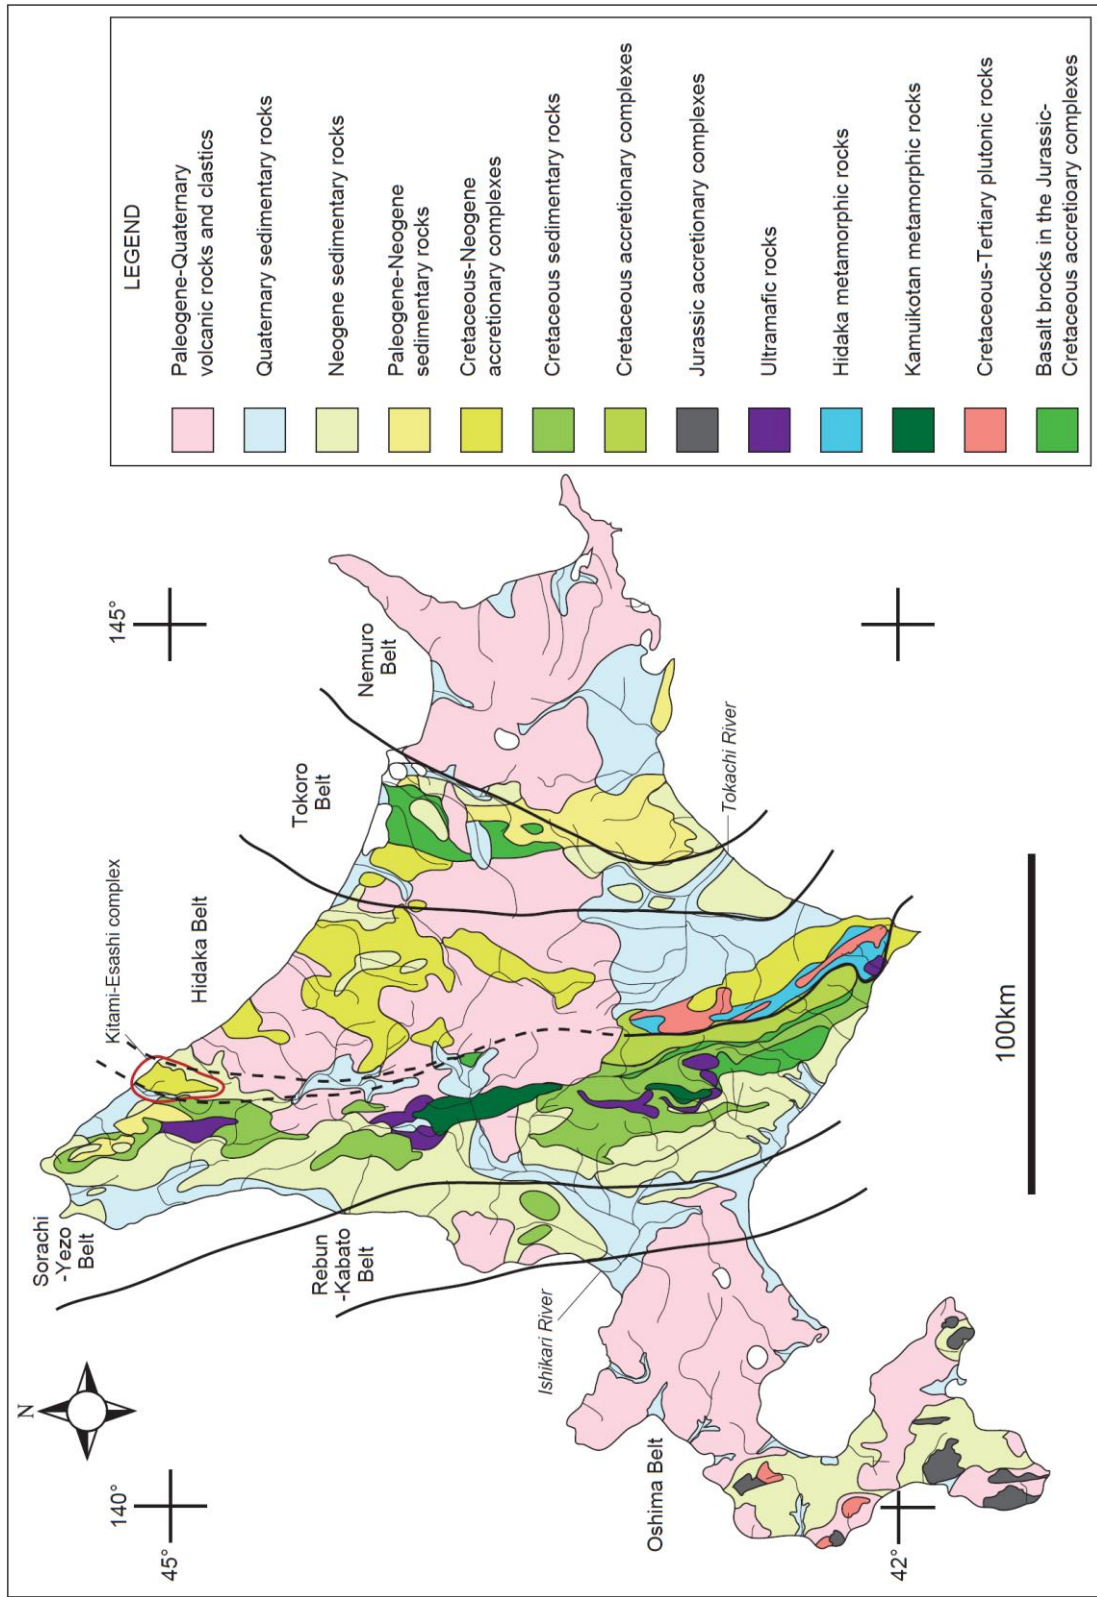 LEGEND
Paleogene-Quaternary
volcanic rocks and clastics
Quaternary sedimentary rocks
Neogene sedimentary rocks
Paleogene-Neogene
sedimentary rocks
Cretaceous-Neogene
accretionary complexes
Cretaceous sedimentary rocks
Cretaceous accretionary complexes
Jurassic accretionary complexes
Ultramafic rocks
Hidaka metamorphic rocks
Kamuikotan metamorphic rocks
Cretaceous-Tertiary plutonic rocks
Basalt brocks in the Jurassic-
Cretaceous accretioary complexes
N
140°
145°
45°
42°
Sorachi
-Yezo
Belt
Rebun
-Kabato
Belt
Kitami-Esashi complex
Hidaka Belt
Tokoro
Belt
Nemuro
Belt
Oshima Belt
Ishikari River
Tokachi River
100km